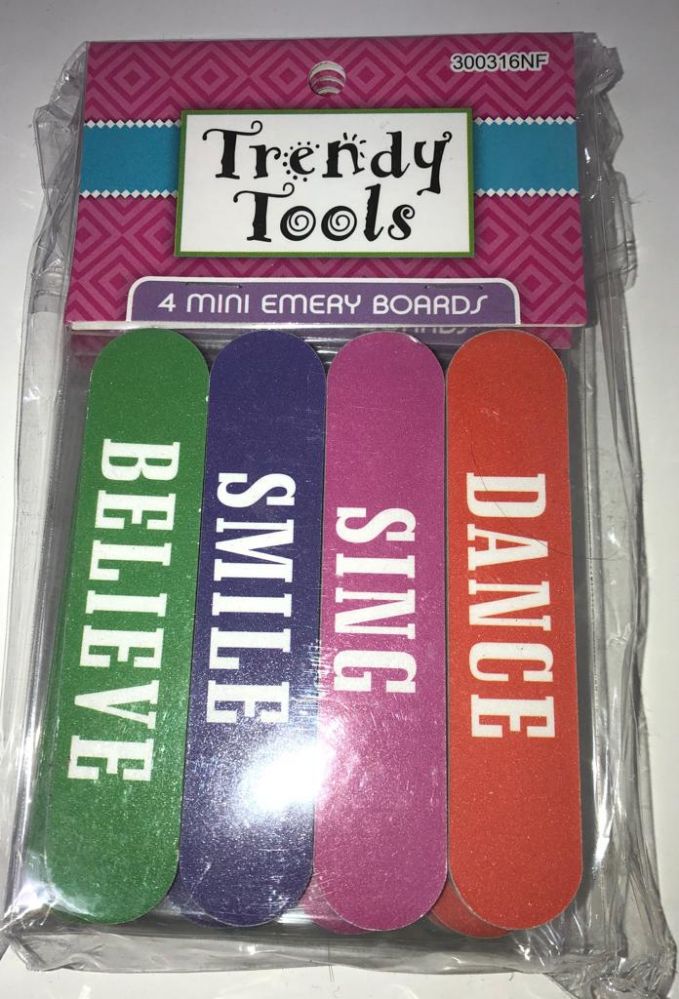 300316NF
Trendy
Tools
4 MINI EMERY BOARDS
BELIEVE
SMILE
SING
DANCE